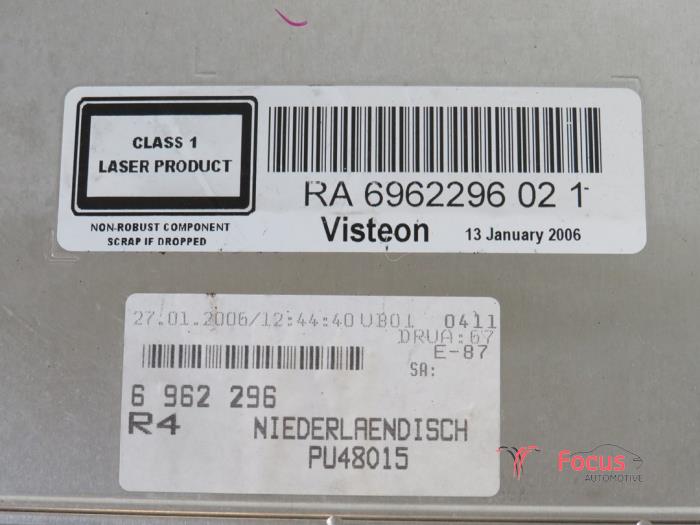 CLASS 1
LASER PRODUCT
NON-ROBUST COMPONENT
SCRAP IF DROPPED
RA 6962296 02 1
Visteon 13 January 2006
27.01.2006/12:44:40 UB01 0411
DRUA:67
E-87
SA:
6 962 296
R4 NIEDERLAENDISCH
PU48015
Focus
AUTOMOTIVE